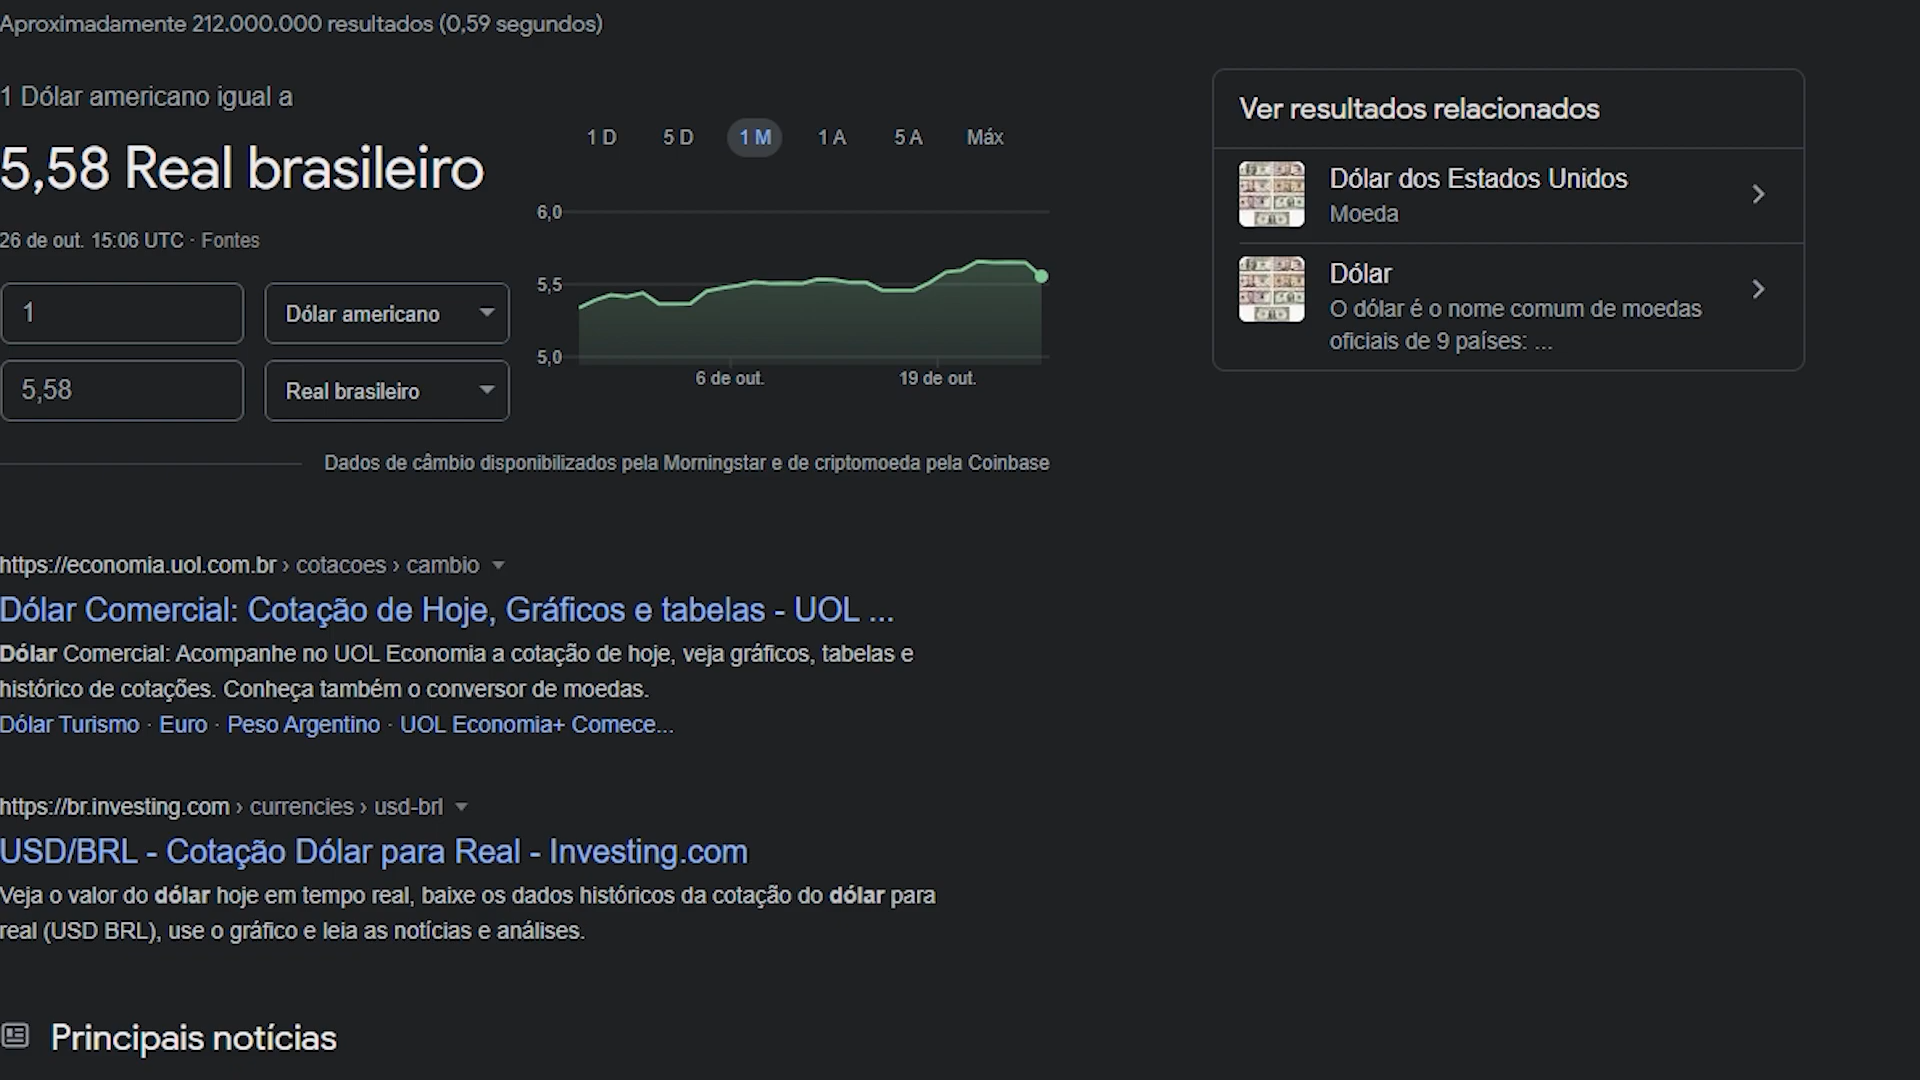 Aproximadamente 212.000.000 resultados (0,59 segundos)
1 Dólar americano igual a
5,58 Real brasileiro
26 de out. 15:06 UTC · Fontes
1
Dólar americano
5,58
Real brasileiro
1 D
5 D
1 M
1 A
5 A
Máx
6,0
5,5
5,0
6 de out.
19 de out.
Dados de câmbio disponibilizados pela Morningstar e de criptomoeda pela Coinbase
https://economia.uol.com.br › cotacoes › cambio
Dólar Comercial: Cotação de Hoje, Gráficos e tabelas - UOL ...
Dólar Comercial: Acompanhe no UOL Economia a cotação de hoje, veja gráficos, tabelas e
histórico de cotações. Conheça também o conversor de moedas.
Dólar Turismo · Euro · Peso Argentino · UOL Economia+ Comece...
https://br.investing.com › currencies › usd-brl
USD/BRL - Cotação Dólar para Real - Investing.com
Veja o valor do dólar hoje em tempo real, baixe os dados históricos da cotação do dólar para
real (USD BRL), use o gráfico e leia as notícias e análises.
Principais notícias
Ver resultados relacionados
Dólar dos Estados Unidos
Moeda
Dólar
O dólar é o nome comum de moedas
oficiais de 9 países: ...